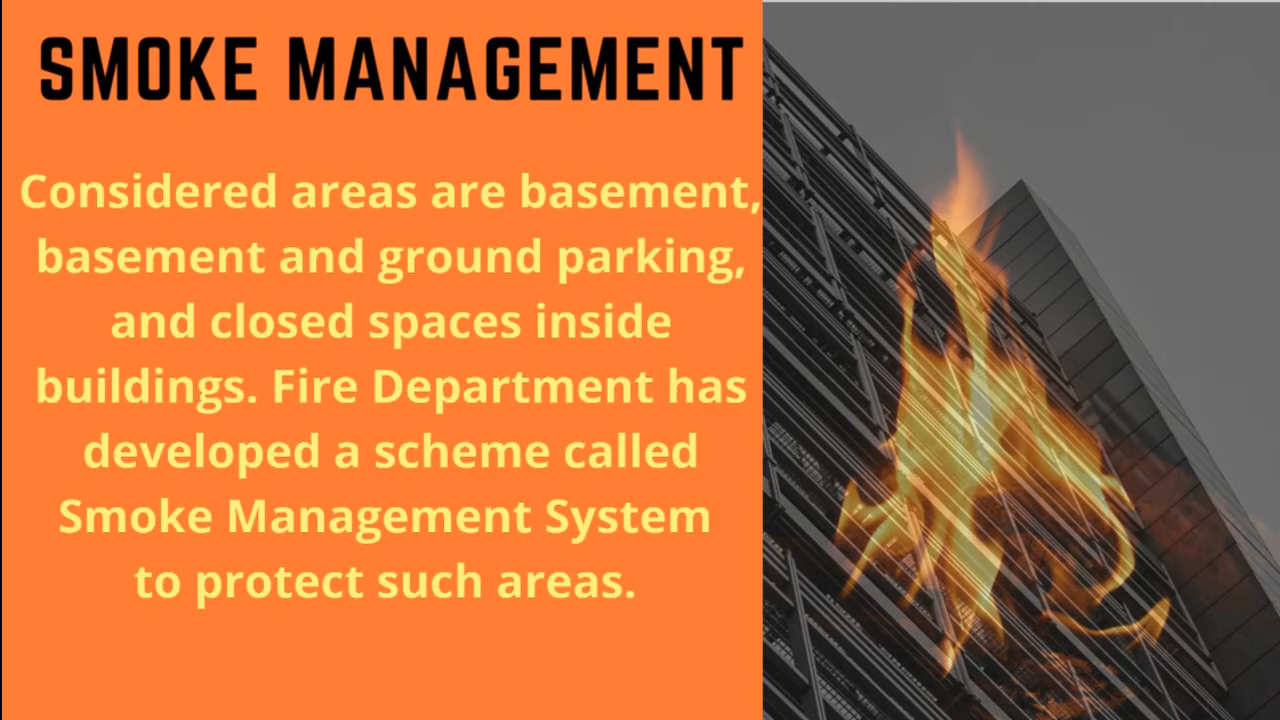 SMOKE MANAGEMENT
Considered areas are basement,
basement and ground parking,
and closed spaces inside
buildings. Fire Department has
developed a scheme called
Smoke Management System
to protect such areas.